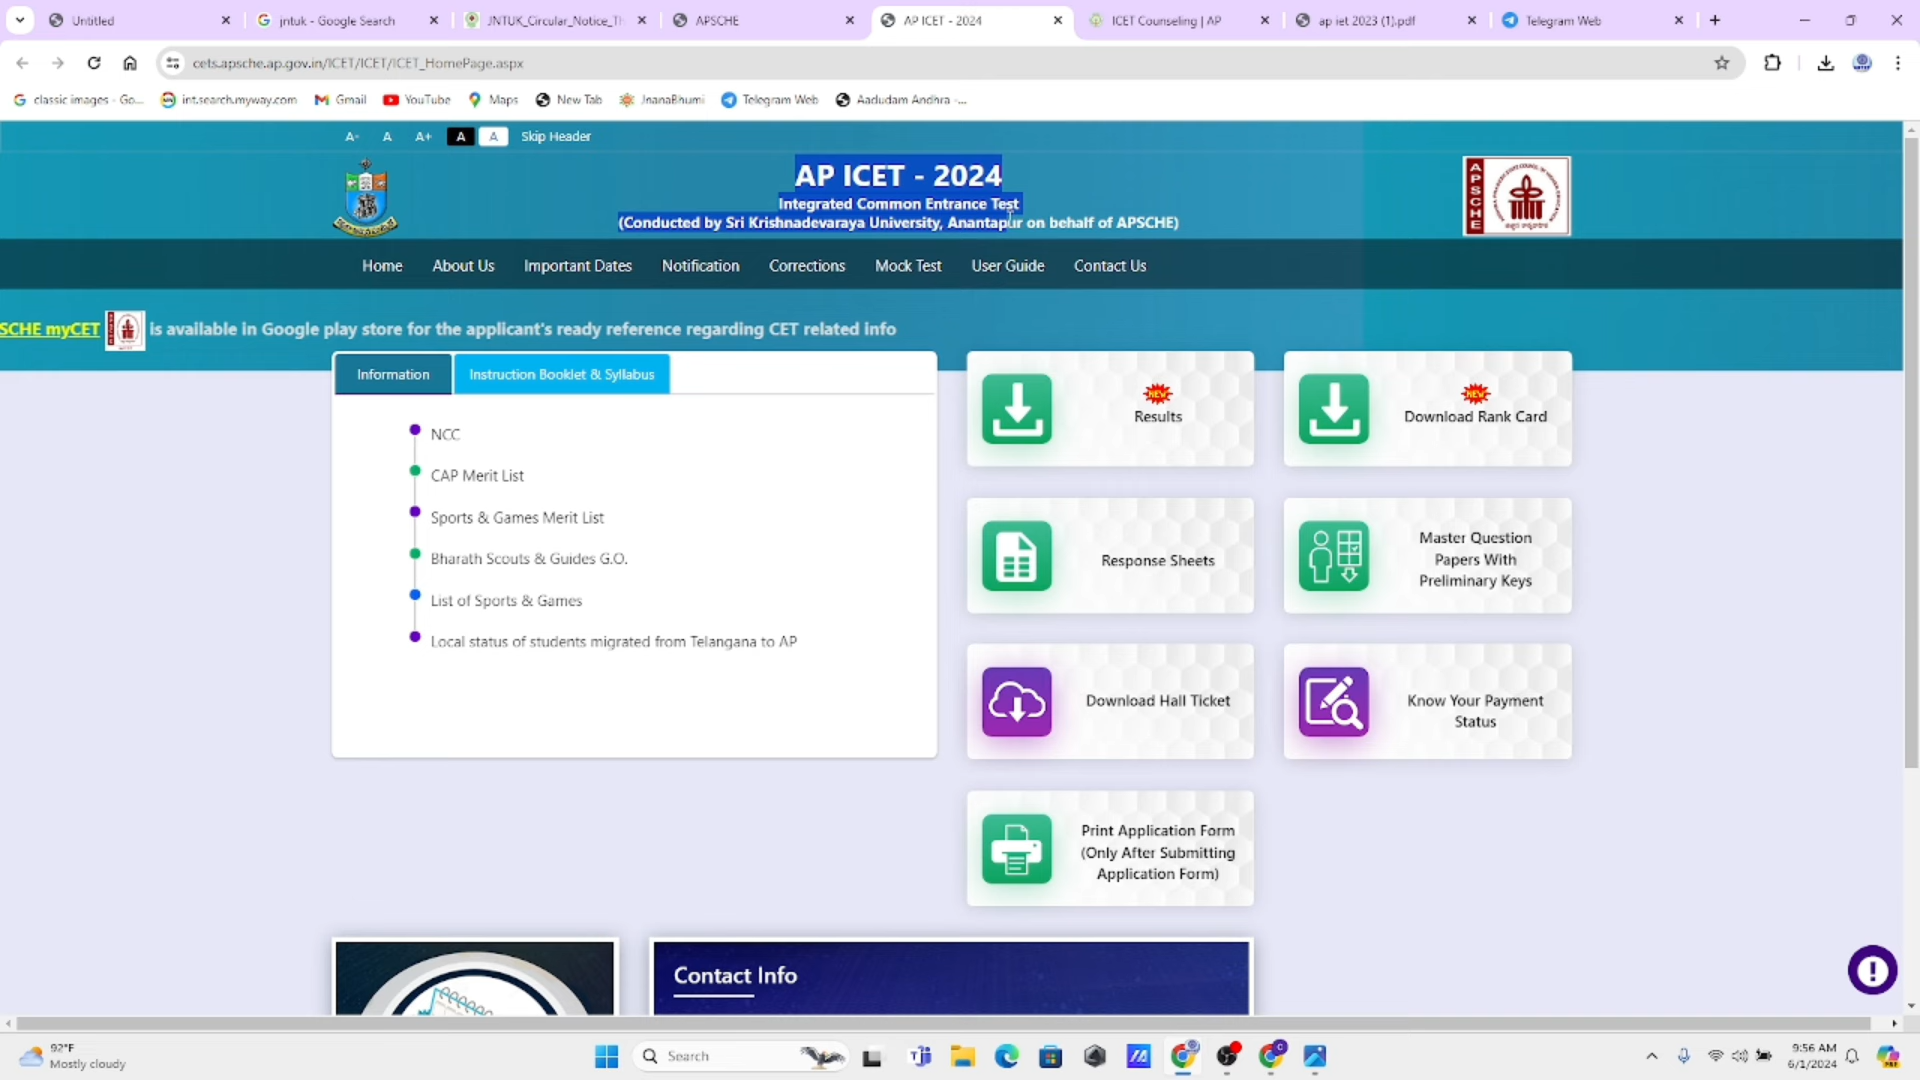 Untitled
jntuk - Google Search
JNTUK_Circular_Notice_Th
APSCHE
AP ICET - 2024
ICET Counseling | AP
ap iet 2023 (1).pdf
Telegram Web
cets.apsche.ap.gov.in/ICET/ICET/ICET_HomePage.aspx
classic images - Go...
int.search.myway.com
Gmail
YouTube
Maps
New Tab
JnanaBhumi
Telegram Web
Aadudam Andhra -...
A-
A
A+
A
A
Skip Header
AP ICET - 2024
Integrated Common Entrance Test
(Conducted by Sri Krishnadevaraya University, Anantapur on behalf of APSCHE)
APSCHE
Home
About Us
Important Dates
Notification
Corrections
Mock Test
User Guide
Contact Us
SCHE myCET is available in Google play store for the applicant's ready reference regarding CET related info
Information
Instruction Booklet & Syllabus
NCC
CAP Merit List
Sports & Games Merit List
Bharath Scouts & Guides G.O.
List of Sports & Games
Local status of students migrated from Telangana to AP
NEW
Results
NEW
Download Rank Card
Response Sheets
Master Question
Papers With
Preliminary Keys
Download Hall Ticket
Know Your Payment
Status
Print Application Form
(Only After Submitting
Application Form)
Contact Info
92°F
Mostly cloudy
Search
9:56 AM
6/1/2024